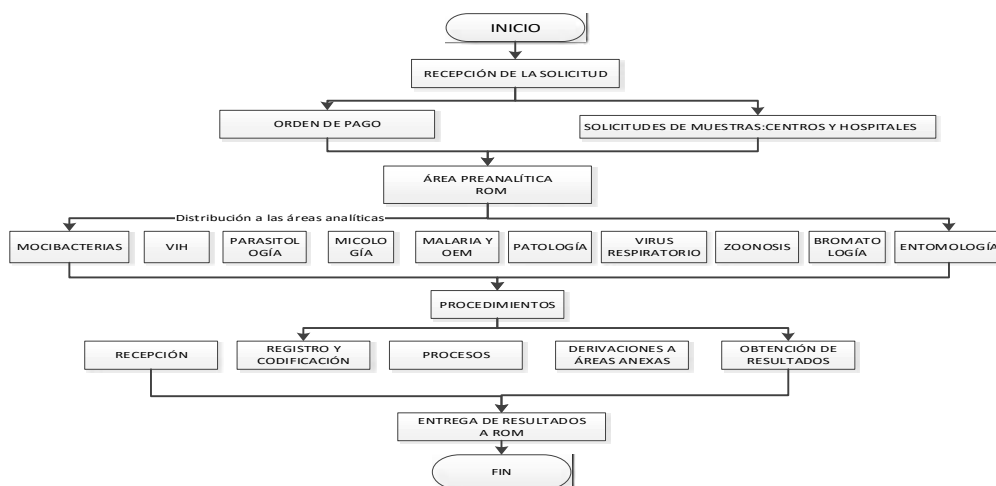 INICIO
RECEPCIÓN DE LA SOLICITUD
ORDEN DE PAGO
SOLICITUDES DE MUESTRAS:CENTROS Y HOSPITALES
ÁREA PREANALÍTICA
ROM
Distribución a las áreas analíticas
MOCIBACTERIAS
VIH
PARASITOL
OGÍA
MICOLO
GÍA
MALARIA Y
OEM
PATOLOGÍA
VIRUS
RESPIRATORIO
ZOONOSIS
BROMATO
LOGÍA
ENTOMOLOGÍA
PROCEDIMIENTOS
RECEPCIÓN
REGISTRO Y
CODIFICACIÓN
PROCESOS
DERIVACIONES A
ÁREAS ANEXAS
OBTENCIÓN DE
RESULTADOS
ENTREGA DE RESULTADOS
A ROM
FIN